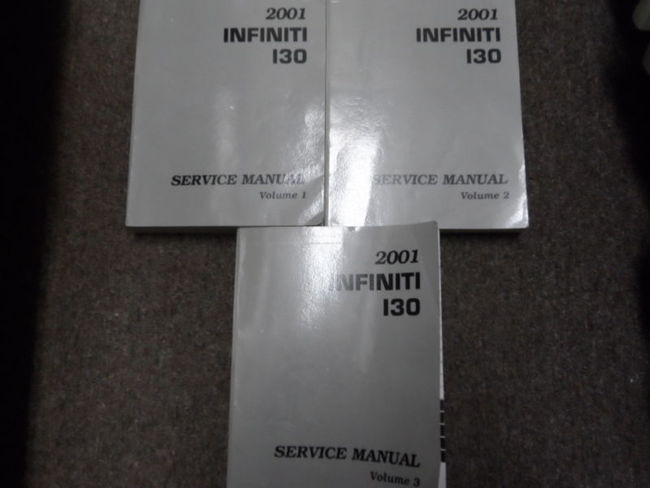 2001
INFINITI
I30
SERVICE MANUAL
Volume 1
2001
INFINITI
I30
SERVICE MANUAL
Volume 2
2001
INFINITI
I30
SERVICE MANUAL
Volume 3